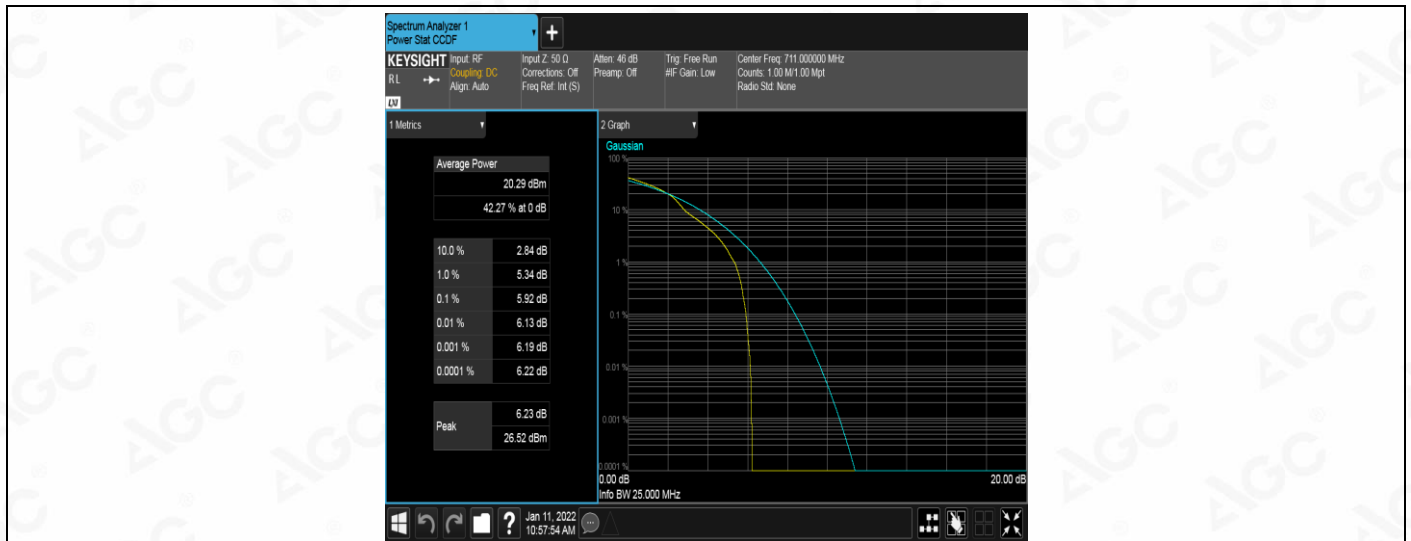 Spectrum Analyzer 1
Power Stat CCDF
+
KEYSIGHT
RL
LXI
Input: RF
Coupling: DC
Align: Auto
Input Z: 50 Ω
Corrections: Off
Freq Ref: Int (S)
Atten: 46 dB
Preamp: Off
Trig: Free Run
#IF Gain: Low
Center Freq: 711.000000 MHz
Counts: 1.00 M/1.00 Mpt
Radio Std: None
1 Metrics
Average Power
20.29 dBm
42.27 % at 0 dB
10.0 % 2.84 dB
1.0 % 5.34 dB
0.1 % 5.92 dB
0.01 % 6.13 dB
0.001 % 6.19 dB
0.0001 % 6.22 dB
Peak
6.23 dB
26.52 dBm
2 Graph
Gaussian
100 %
10 %
1 %
0.1 %
0.01 %
0.001 %
0.0001 %
0.00 dB 20.00 dB
Info BW 25.000 MHz
?
Jan 11, 2022
10:57:54 AM
AGC